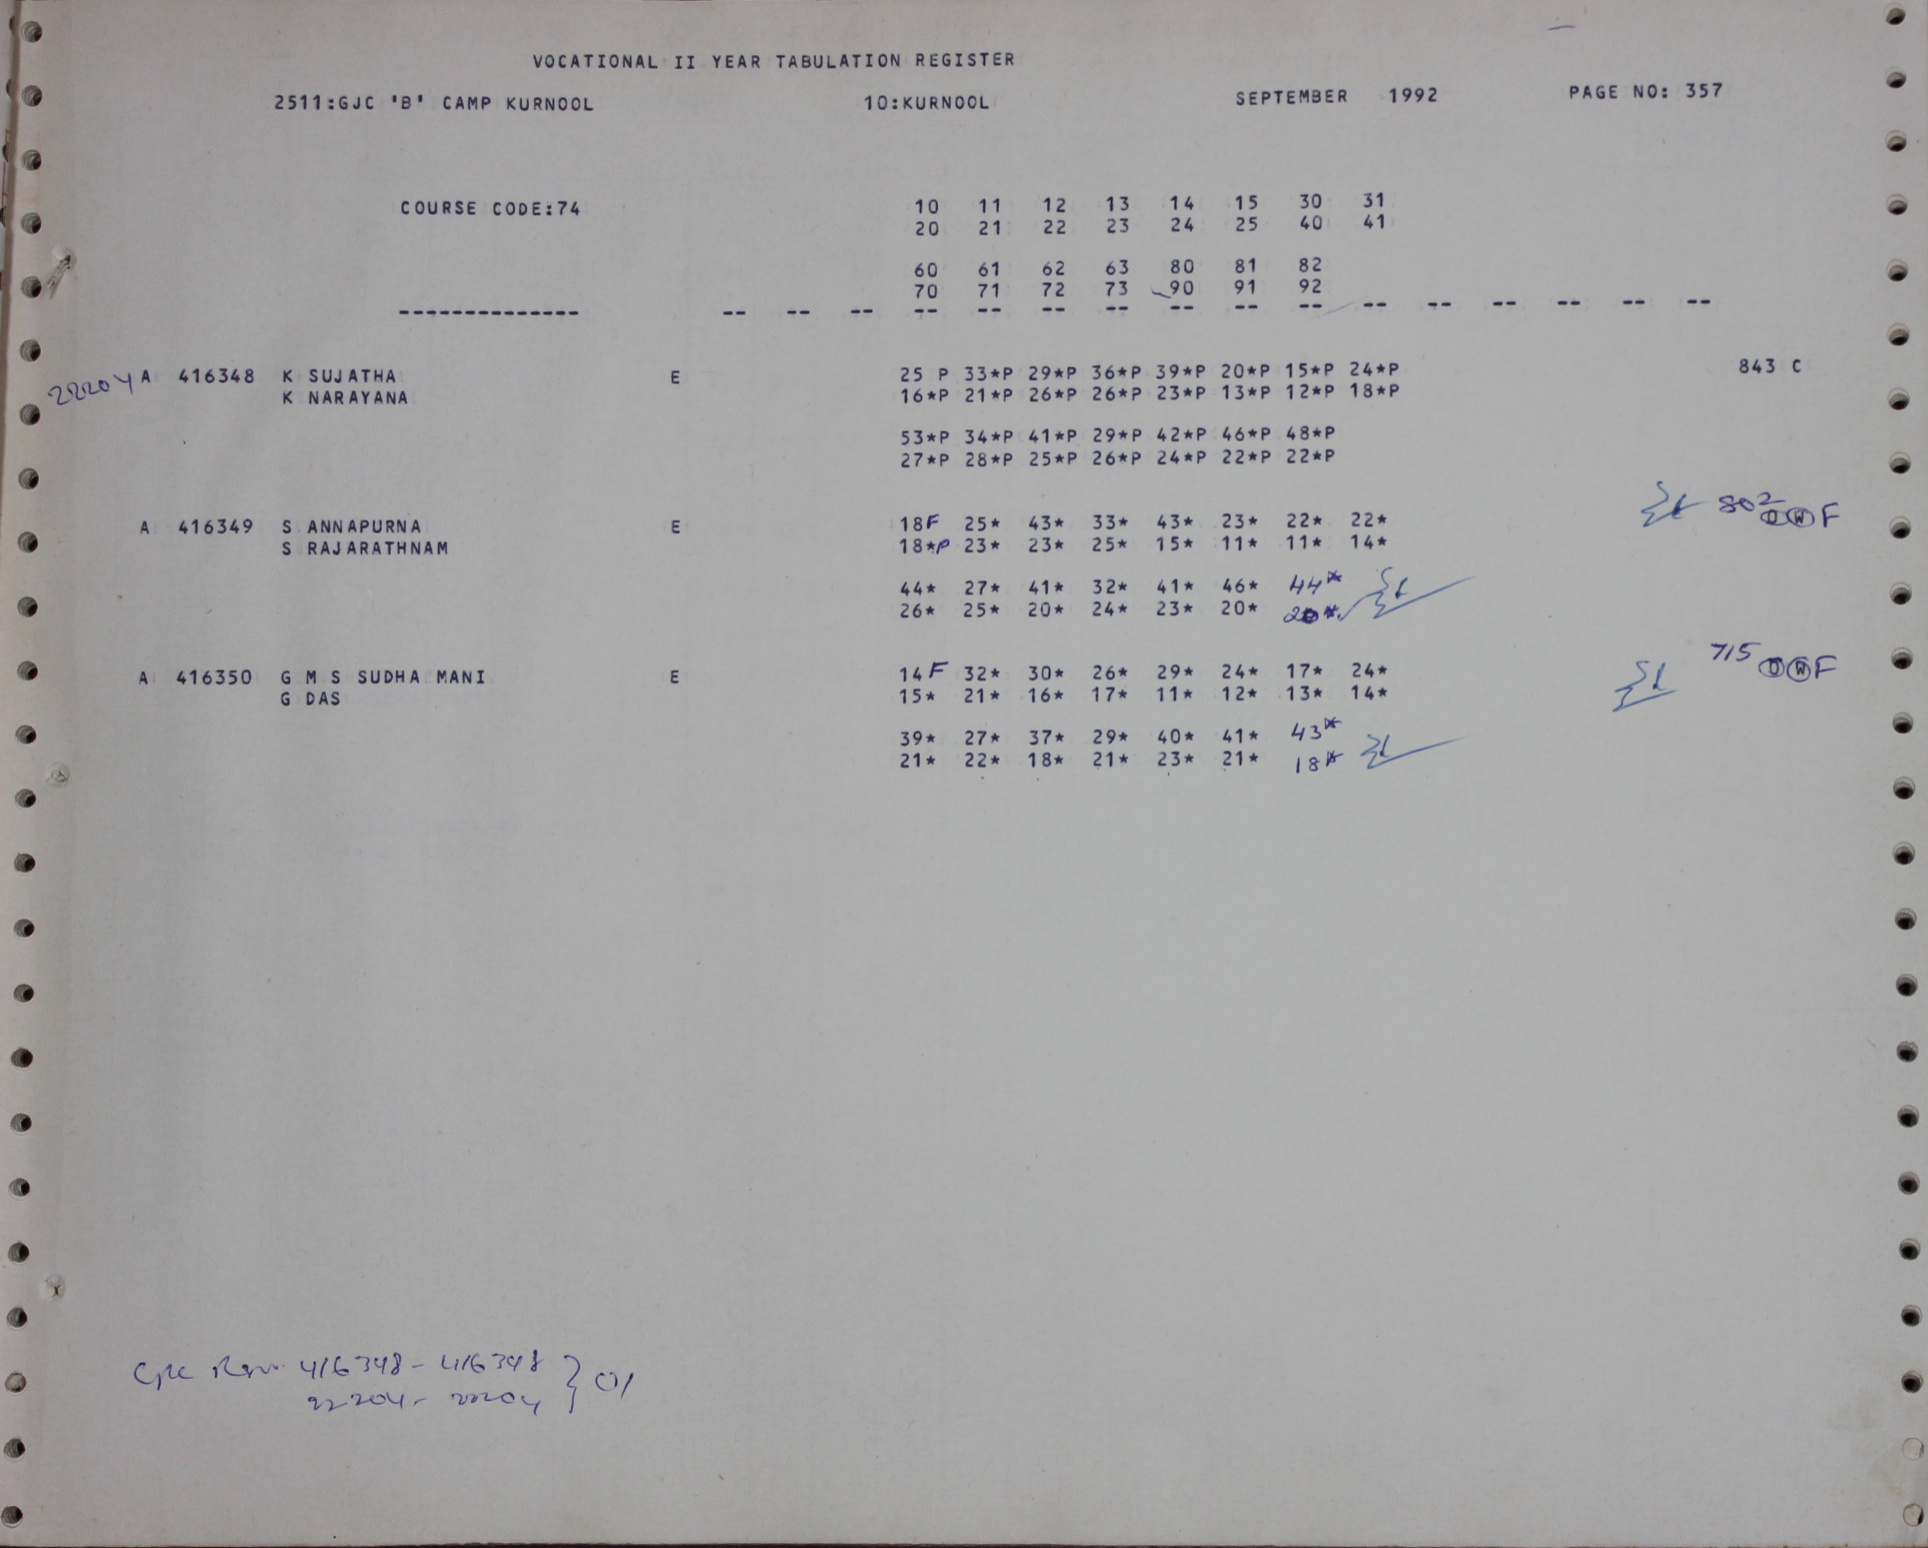 VOCATIONAL II YEAR TABULATION REGISTER
2511:GJC 'B' CAMP KURNOOL 10:KURNOOL SEPTEMBER 1992 PAGE NO: 357
COURSE CODE:74 10 11 12 13 14 15 30 31
20 21 22 23 24 25 40 41
60 61 62 63 80 81 82
70 71 72 73 90 91 92
-------------- -- -- -- -- -- -- -- -- -- -- -- -- -- -- -- --
22204 A 416348 K SUJATHA E 25 P 33*P 29*P 36*P 39*P 20*P 15*P 24*P 843 C
K NARAYANA 16*P 21*P 26*P 26*P 23*P 13*P 12*P 18*P
53*P 34*P 41*P 29*P 42*P 46*P 48*P
27*P 28*P 25*P 26*P 24*P 22*P 22*P
A 416349 S ANNAPURNA E 18F 25* 43* 33* 43* 23* 22* 22* 802 O W F
S RAJARATHNAM 18*P 23* 23* 25* 15* 11* 11* 14*
44* 27* 41* 32* 41* 46* 44*
26* 25* 20* 24* 23* 20* 20*
A 416350 G M S SUDHA MANI E 14F 32* 30* 26* 29* 24* 17* 24* 715 O W F
G DAS 15* 21* 16* 17* 11* 12* 13* 14*
39* 27* 37* 29* 40* 41* 43*
21* 22* 18* 21* 23* 21* 18*
416348 - 416348 } 01
22204 - 22204